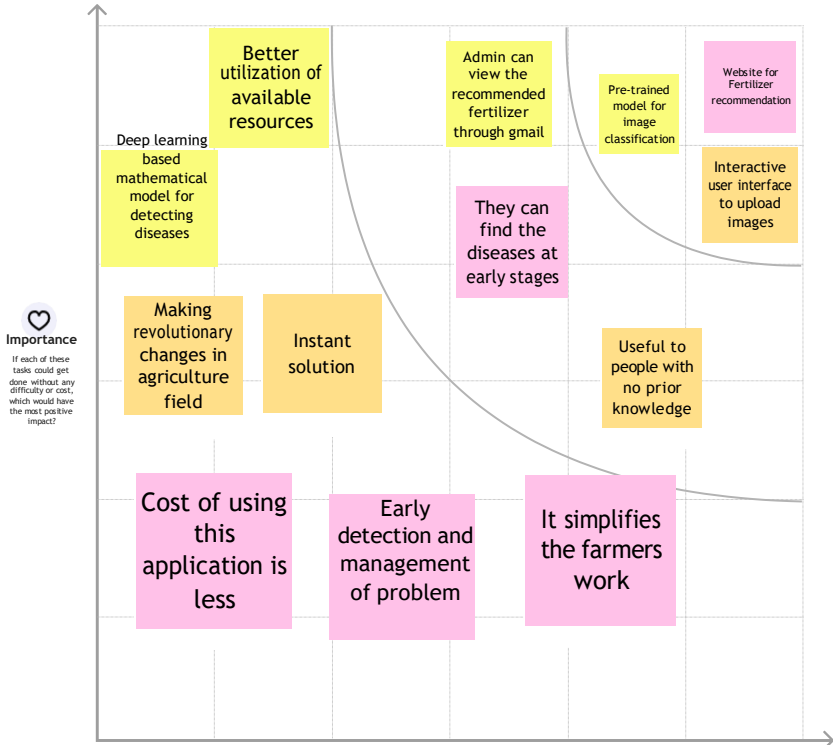 Better
utilization of
available
resources
Admin can
view the
recommended
fertilizer
through gmail
Pre-trained
model for
image
classification
Website for
Fertilizer
recommendation
Deep learning
based
mathematical
model for
detecting
diseases
Interactive
user interface
to upload
images
They can
find the
diseases at
early stages
Making
revolutionary
changes in
agriculture
field
Instant
solution
Useful to
people with
no prior
knowledge
Importance
If each of these
tasks could get
done without any
difficulty or cost,
which would have
the most positive
impact?
Cost of using
this
application is
less
Early
detection and
management
of problem
It simplifies
the farmers
work